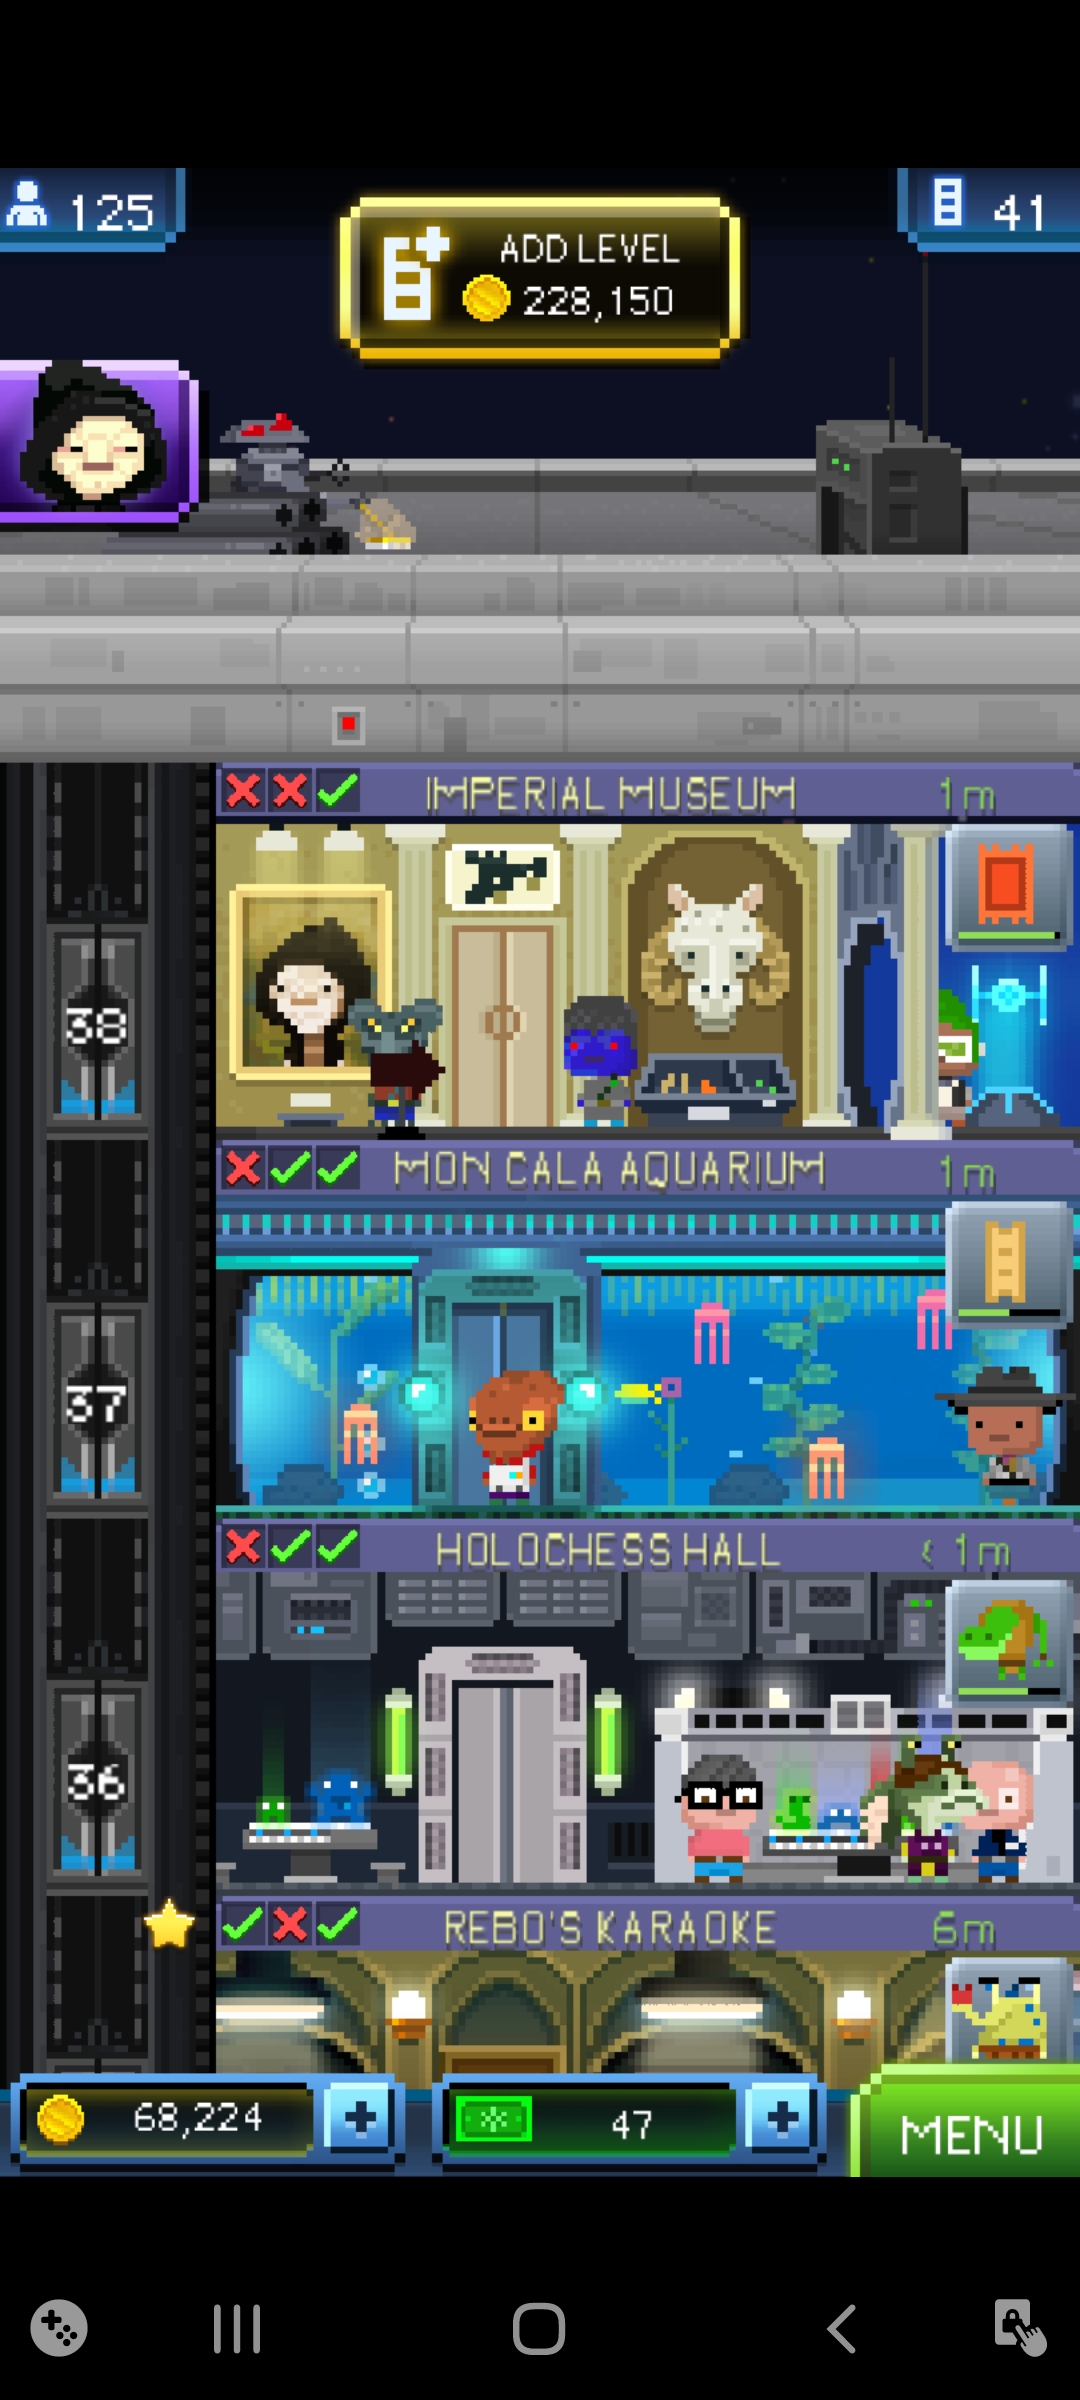 125
ADD LEVEL
228,150
41
IMPERIAL MUSEUM 1m
38
MON CALA AQUARIUM 1m
37
HOLOCHESS HALL < 1m
36
REBO'S KARAOKE 6m
68,224
47
MENU